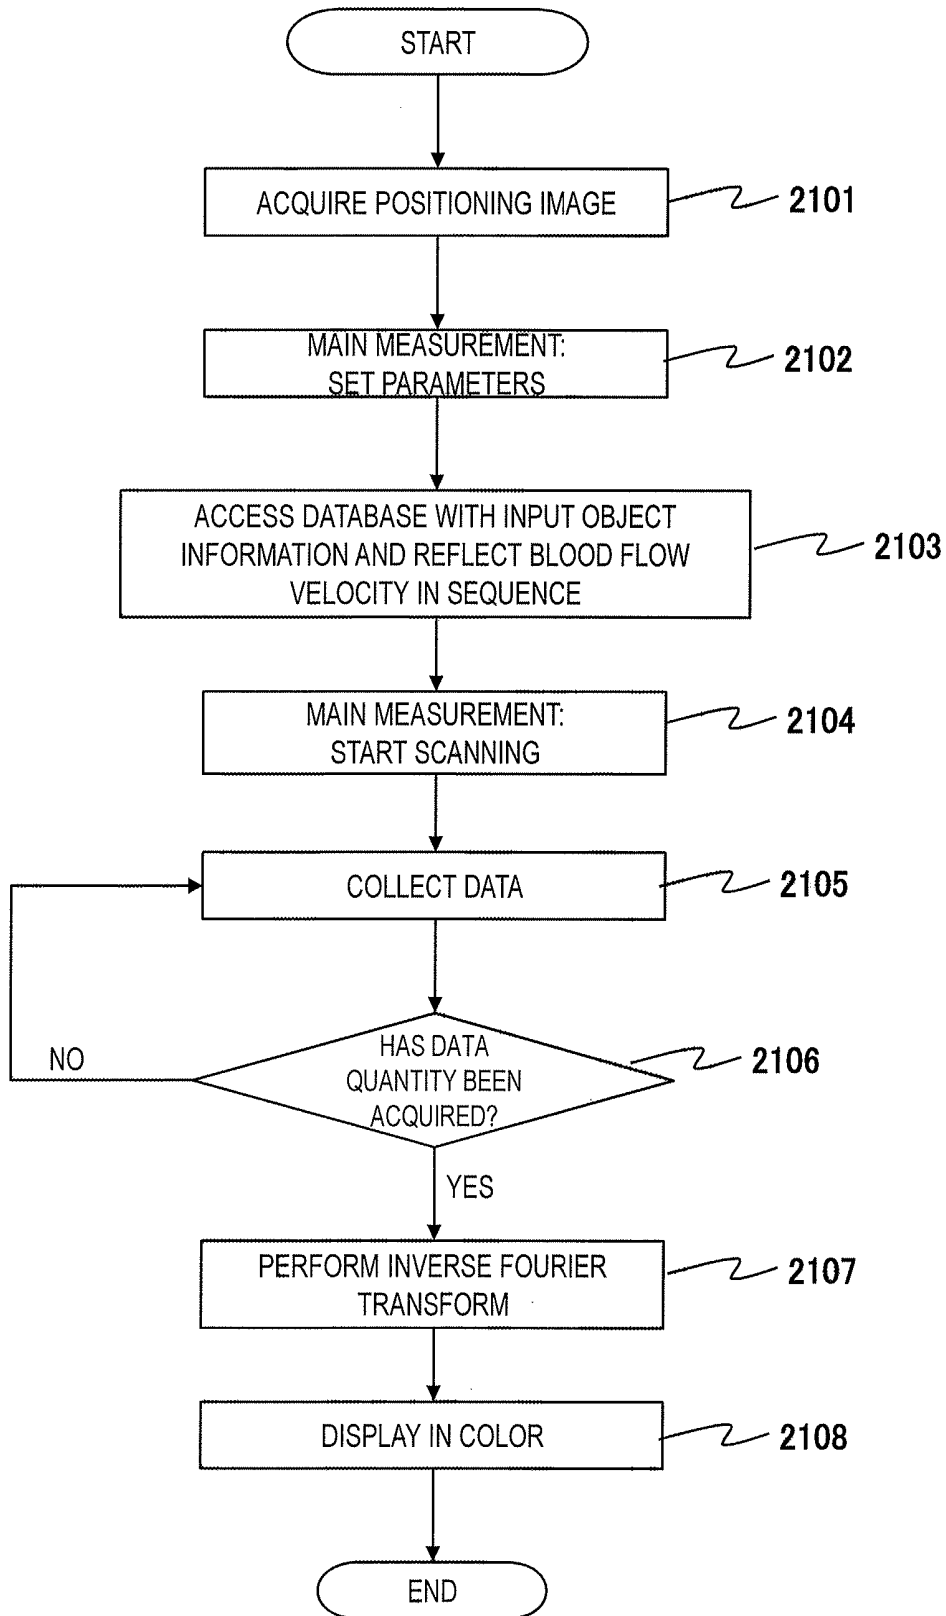 START
ACQUIRE POSITIONING IMAGE
2101
MAIN MEASUREMENT:
SET PARAMETERS
2102
ACCESS DATABASE WITH INPUT OBJECT
INFORMATION AND REFLECT BLOOD FLOW
VELOCITY IN SEQUENCE
2103
MAIN MEASUREMENT:
START SCANNING
2104
COLLECT DATA
2105
HAS DATA
QUANTITY BEEN
ACQUIRED?
2106
NO
YES
PERFORM INVERSE FOURIER
TRANSFORM
2107
DISPLAY IN COLOR
2108
END